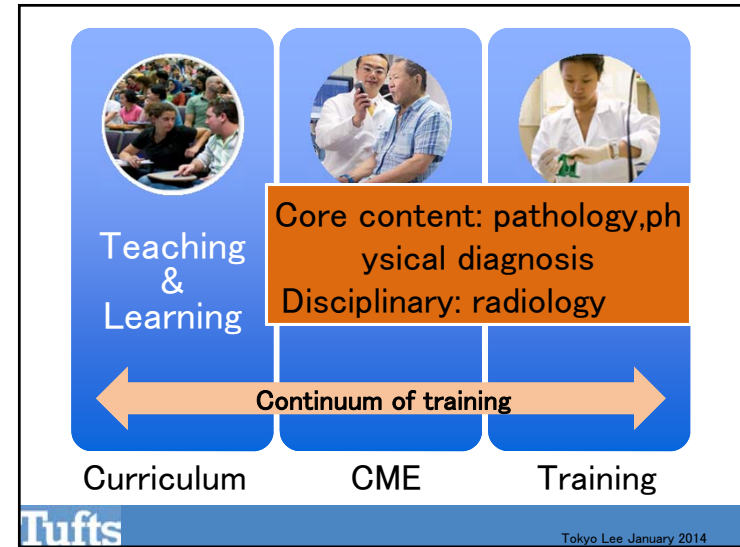 Teaching
&
Learning
Core content: pathology,ph
ysical diagnosis
Disciplinary: radiology
Continuum of training
Curriculum
CME
Training
Tufts
Tokyo Lee January 2014